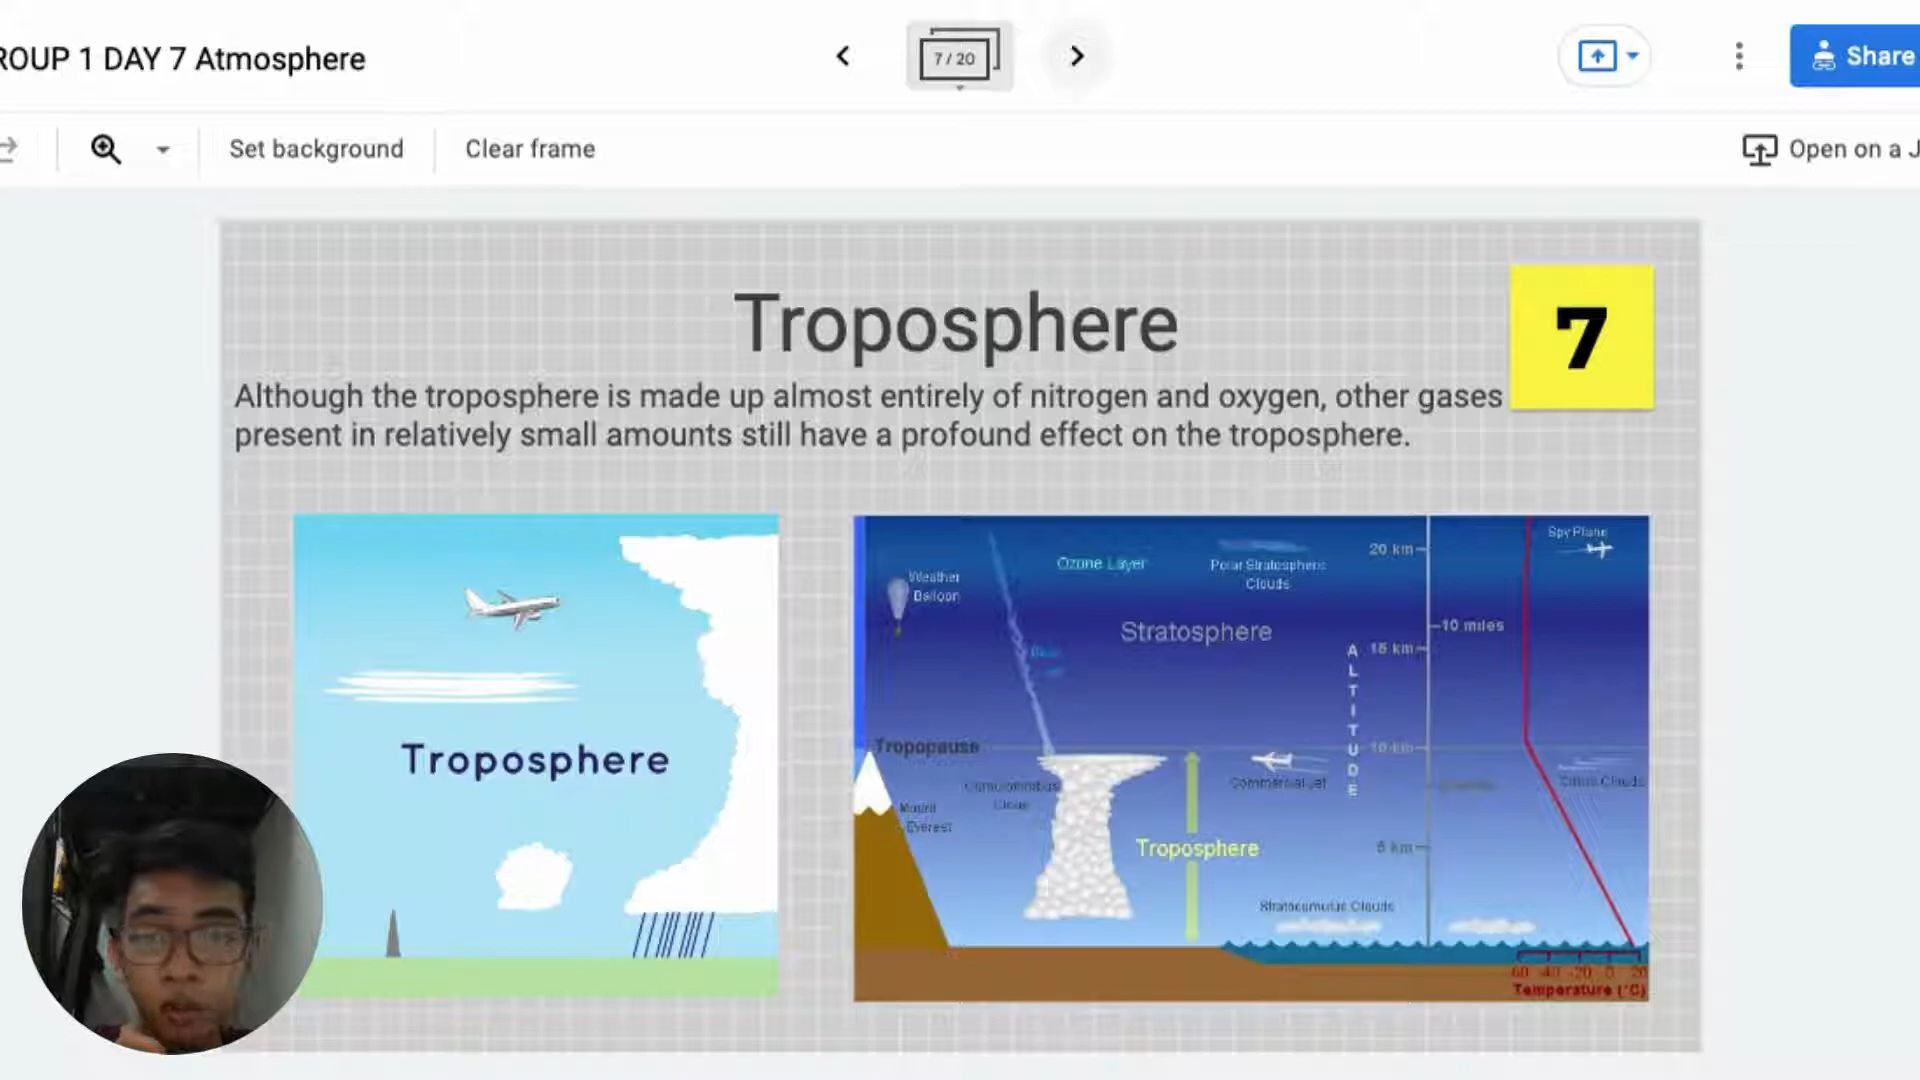 ROUP 1 DAY 7 Atmosphere
7 / 20
Share
Set background
Clear frame
Open on a J
Troposphere
7
Although the troposphere is made up almost entirely of nitrogen and oxygen, other gases
present in relatively small amounts still have a profound effect on the troposphere.
Troposphere
Spy Plane
20 km
Ozone Layer
Polar Stratospheric
Clouds
Weather
Balloon
10 miles
Stratosphere
15 km
ALTITUDE
Tropopause
10 km
Commercial Jet
Cirrus Clouds
Cumulonimbus
Cloud
Mount
Everest
Troposphere
5 km
Stratocumulus Clouds
-40 -20 0 20
Temperature (°C)